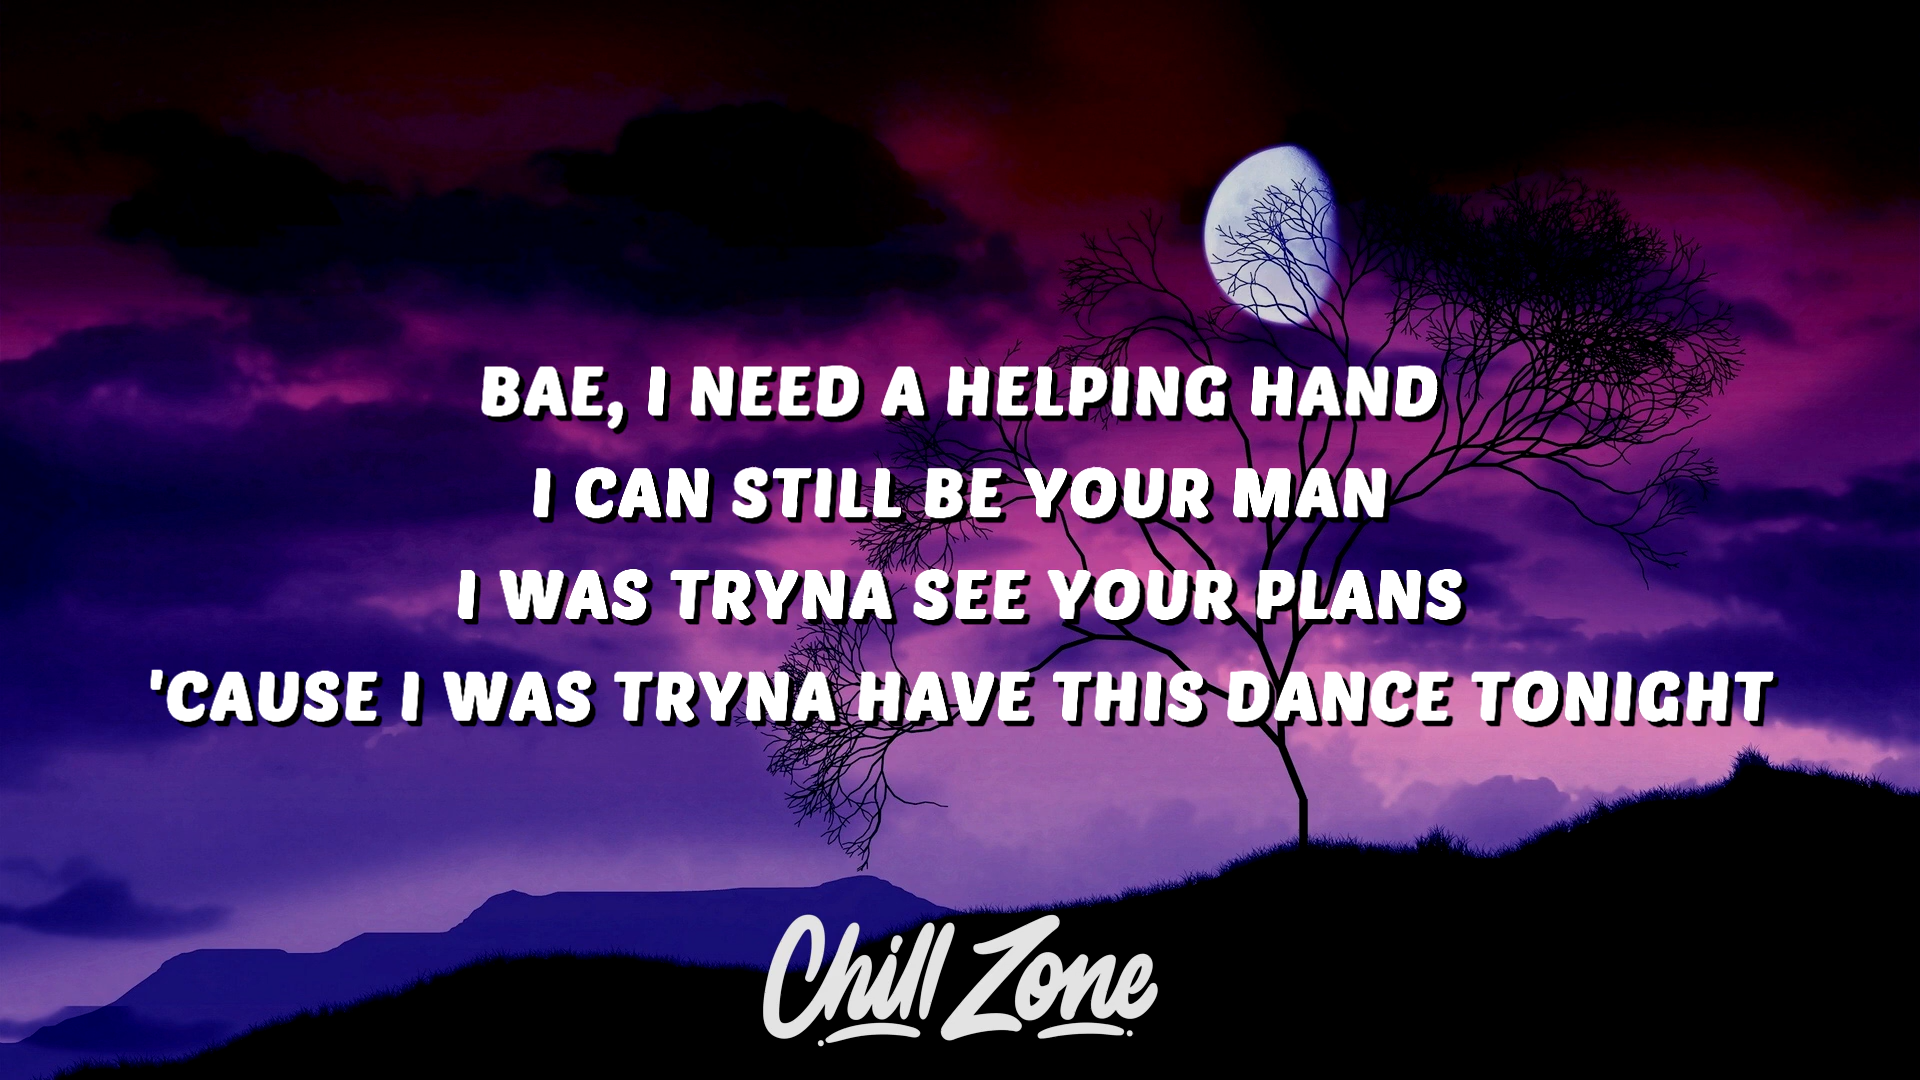 BAE, I NEED A HELPING HAND
I CAN STILL BE YOUR MAN
I WAS TRYNA SEE YOUR PLANS
'CAUSE I WAS TRYNA HAVE THIS DANCE TONIGHT
Chill Zone